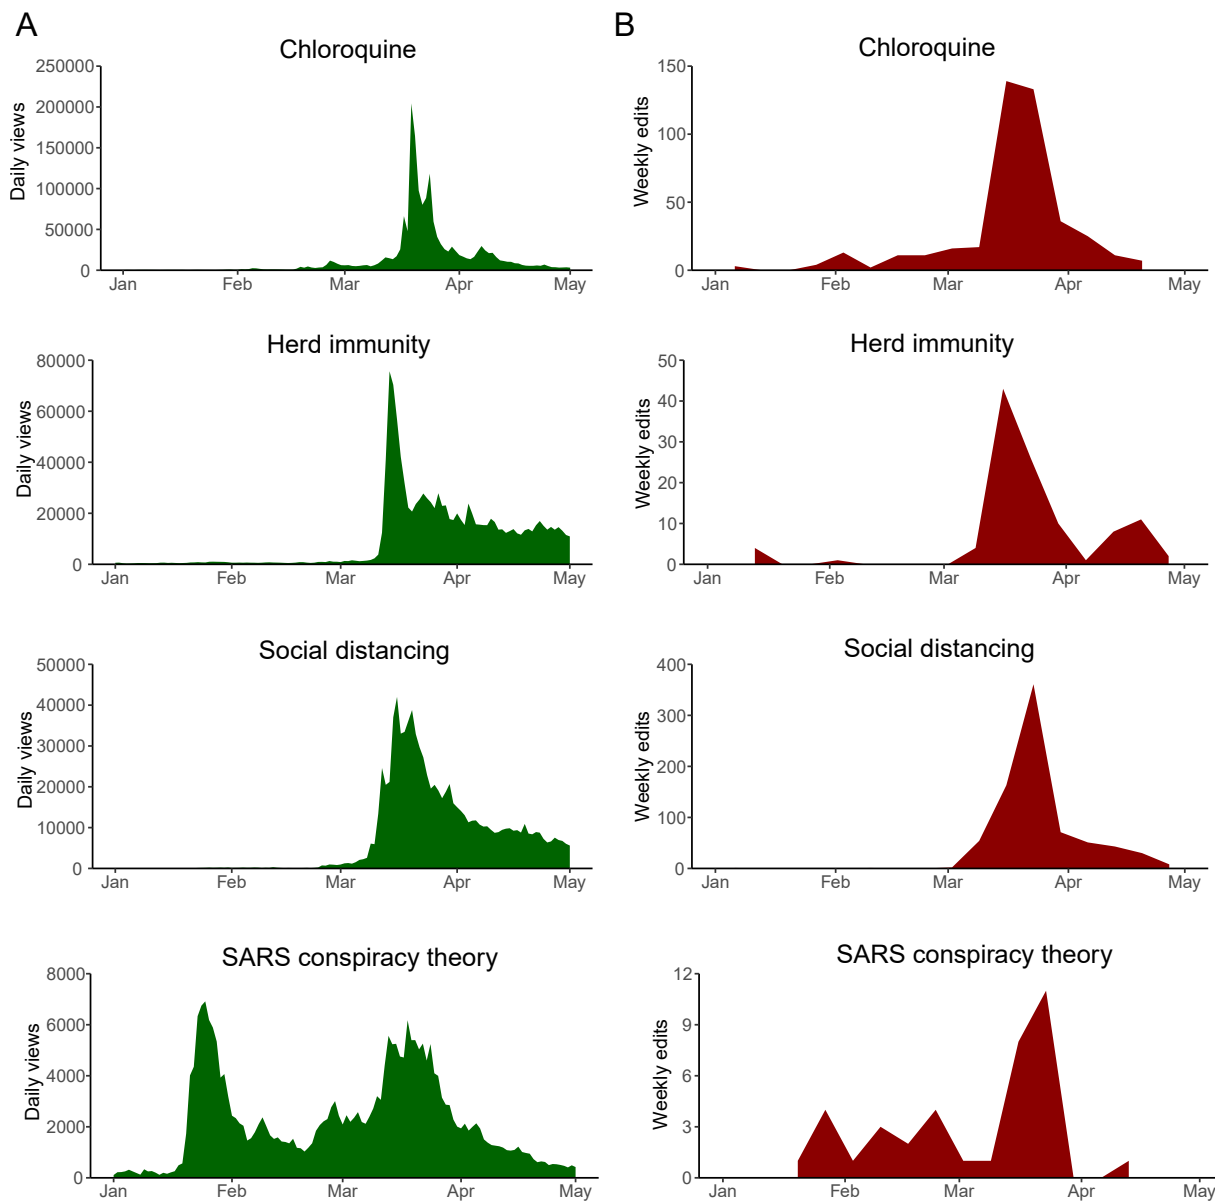 A
B
Chloroquine
250000
200000
150000
100000
50000
0
Daily views
Jan Feb Mar Apr May
Chloroquine
150
100
50
0
Weekly edits
Jan Feb Mar Apr May
Herd immunity
80000
60000
40000
20000
0
Daily views
Jan Feb Mar Apr May
Herd immunity
50
40
30
20
10
0
Weekly edits
Jan Feb Mar Apr May
Social distancing
50000
40000
30000
20000
10000
0
Daily views
Jan Feb Mar Apr May
Social distancing
400
300
200
100
0
Weekly edits
Jan Feb Mar Apr May
SARS conspiracy theory
8000
6000
4000
2000
0
Daily views
Jan Feb Mar Apr May
SARS conspiracy theory
12
9
6
3
0
Weekly edits
Jan Feb Mar Apr May